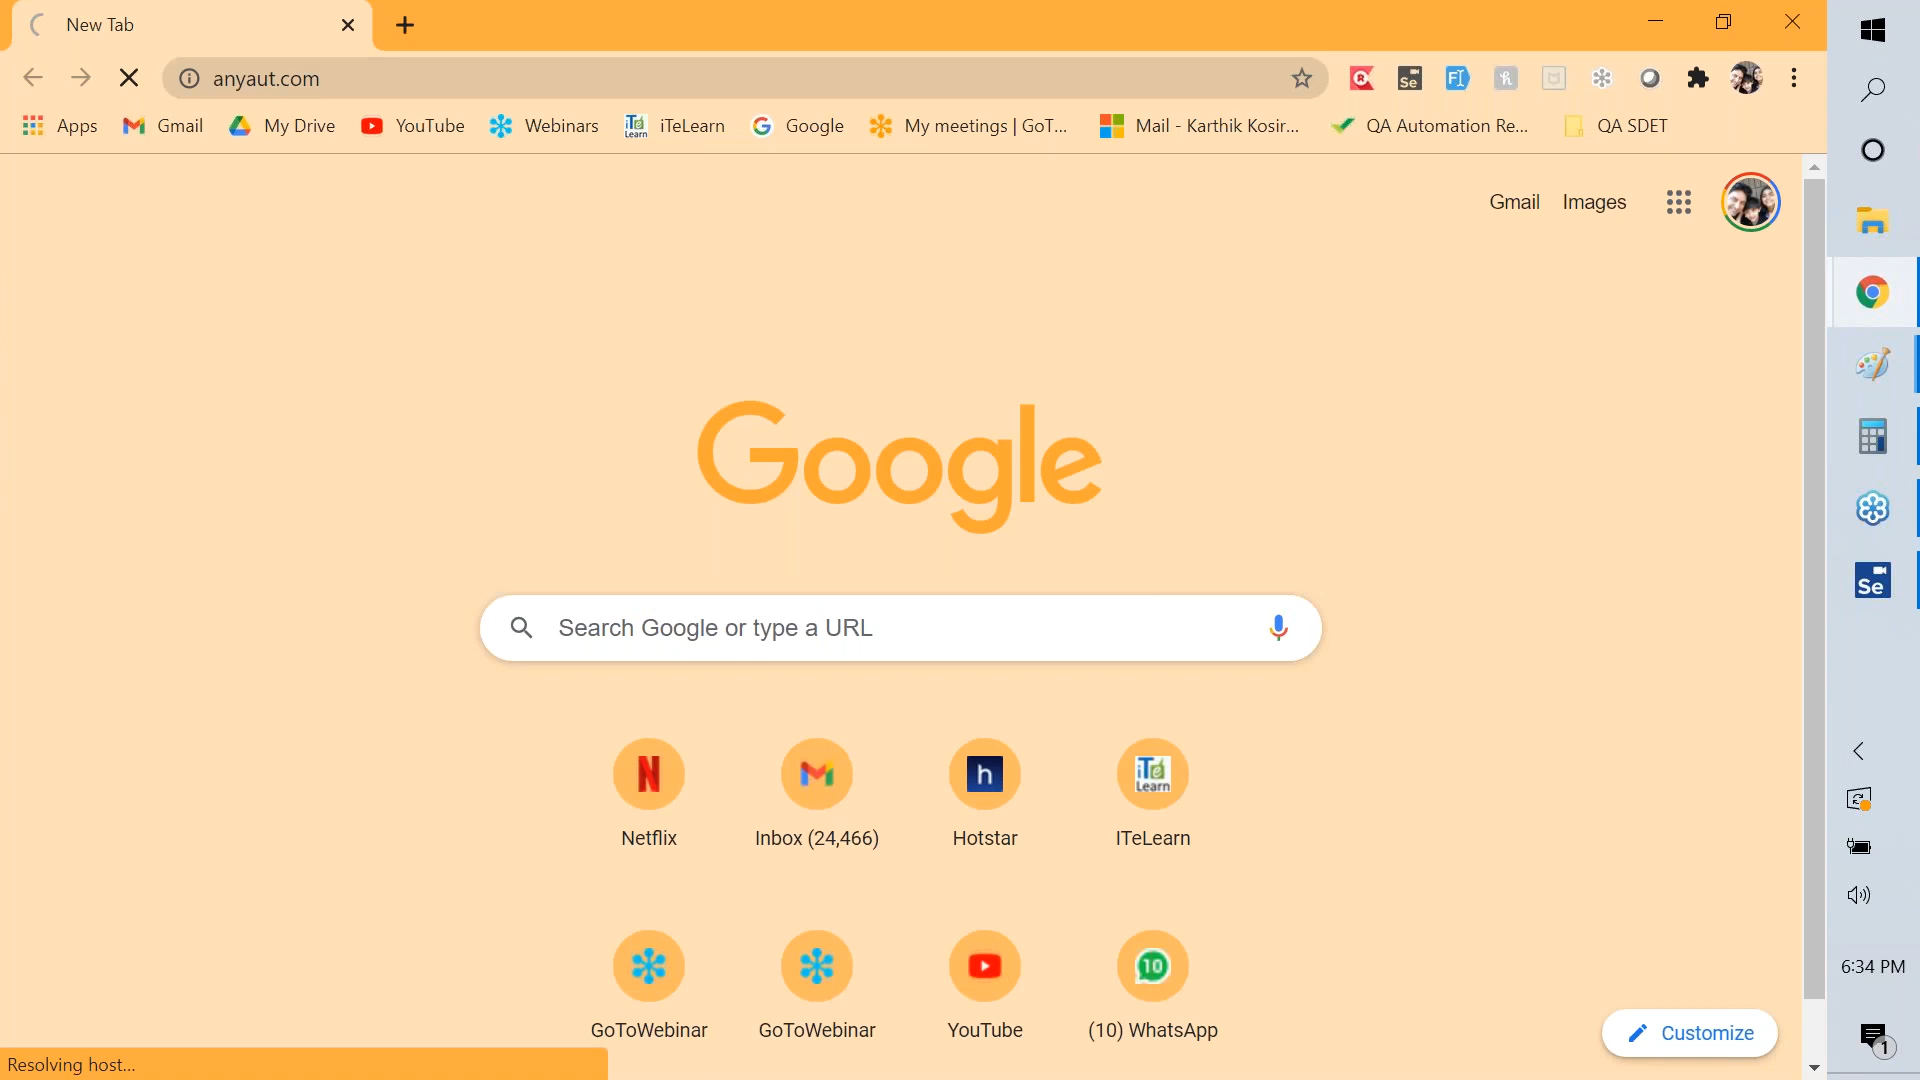 New Tab
anyaut.com
Apps Gmail My Drive YouTube Webinars iTeLearn Google My meetings | GoT... Mail - Karthik Kosir... QA Automation Re... QA SDET
Gmail Images
Google
Search Google or type a URL
Netflix Inbox (24,466) Hotstar ITeLearn
GoToWebinar GoToWebinar YouTube (10) WhatsApp
Customize
Resolving host...
Se
6:34 PM
1